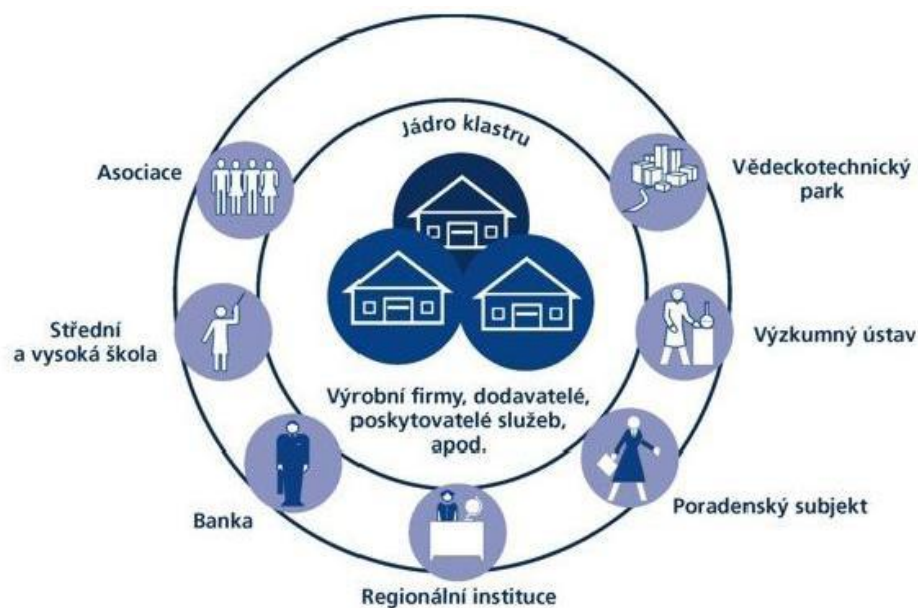 Jádro klastru
Asociace
Vědeckotechnický
park
Střední
a vysoká škola
Výzkumný ústav
Výrobní firmy, dodavatelé,
poskytovatelé služeb,
apod.
Banka
Poradenský subjekt
Regionální instituce